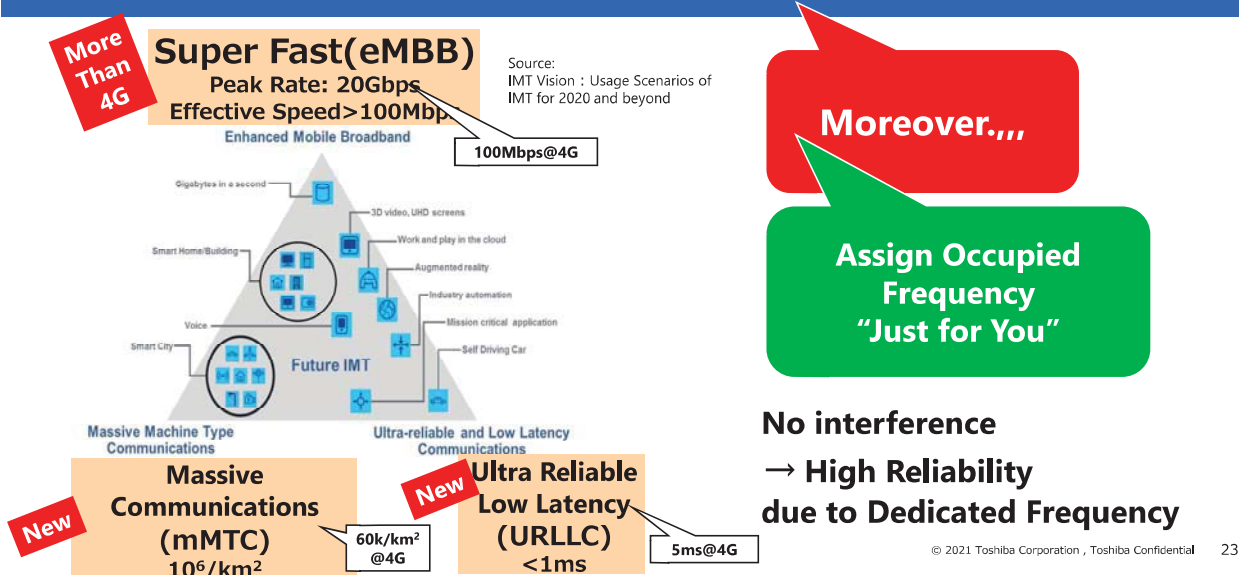 More
Than
4G
Super Fast(eMBB)
Peak Rate: 20Gbps
Effective Speed>100Mbps
100Mbps@4G
Source:
IMT Vision : Usage Scenarios of
IMT for 2020 and beyond
Enhanced Mobile Broadband
Gigabytes in a second
3D video, UHD screens
Smart Home/Building
Work and play in the cloud
Augmented reality
Industry automation
Voice
Mission critical application
Smart City
Self Driving Car
Future IMT
Massive Machine Type
Communications
Ultra-reliable and Low Latency
Communications
New
Massive
Communications
(mMTC)
10⁶/km²
60k/km²
@4G
New
Ultra Reliable
Low Latency
(URLLC)
<1ms
5ms@4G
Moreover.,,,
Assign Occupied
Frequency
“Just for You”
No interference
→ High Reliability
due to Dedicated Frequency
© 2021 Toshiba Corporation , Toshiba Confidential 23